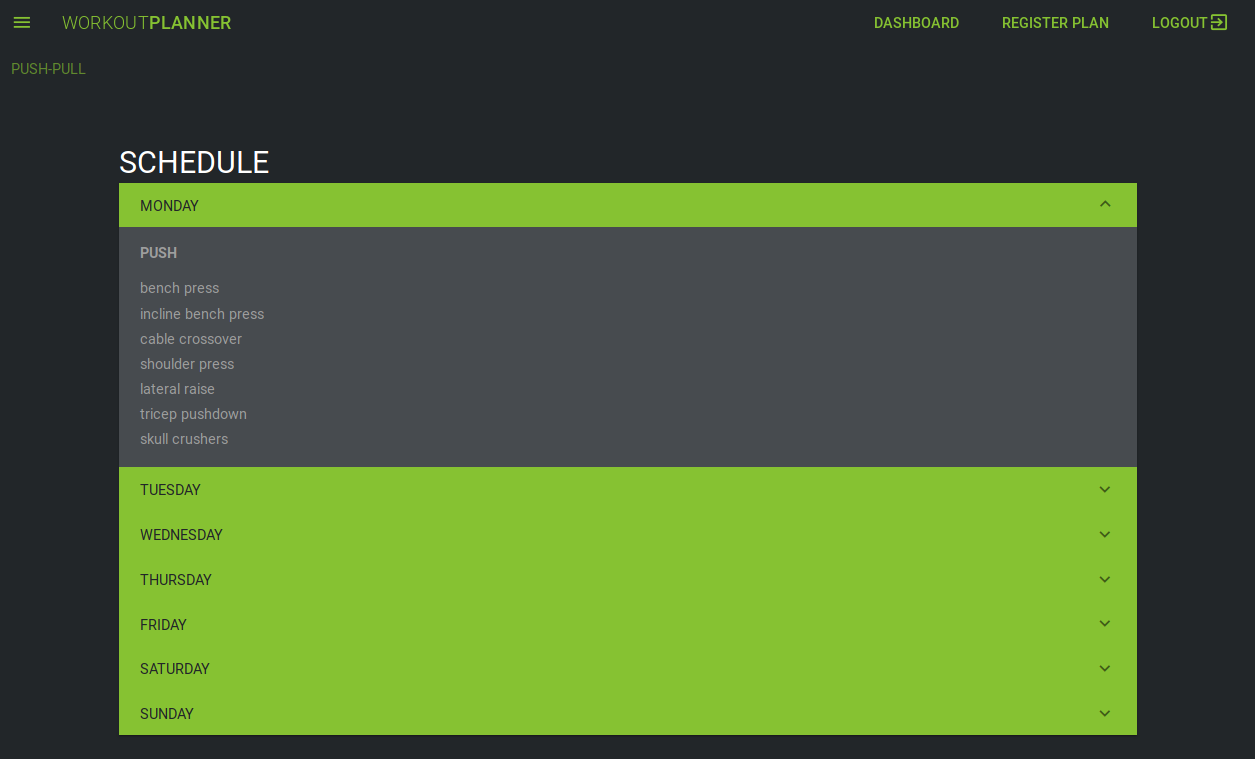 WORKOUTPLANNER DASHBOARD REGISTER PLAN LOGOUT
PUSH-PULL
SCHEDULE
MONDAY
PUSH
bench press
incline bench press
cable crossover
shoulder press
lateral raise
tricep pushdown
skull crushers
TUESDAY
WEDNESDAY
THURSDAY
FRIDAY
SATURDAY
SUNDAY